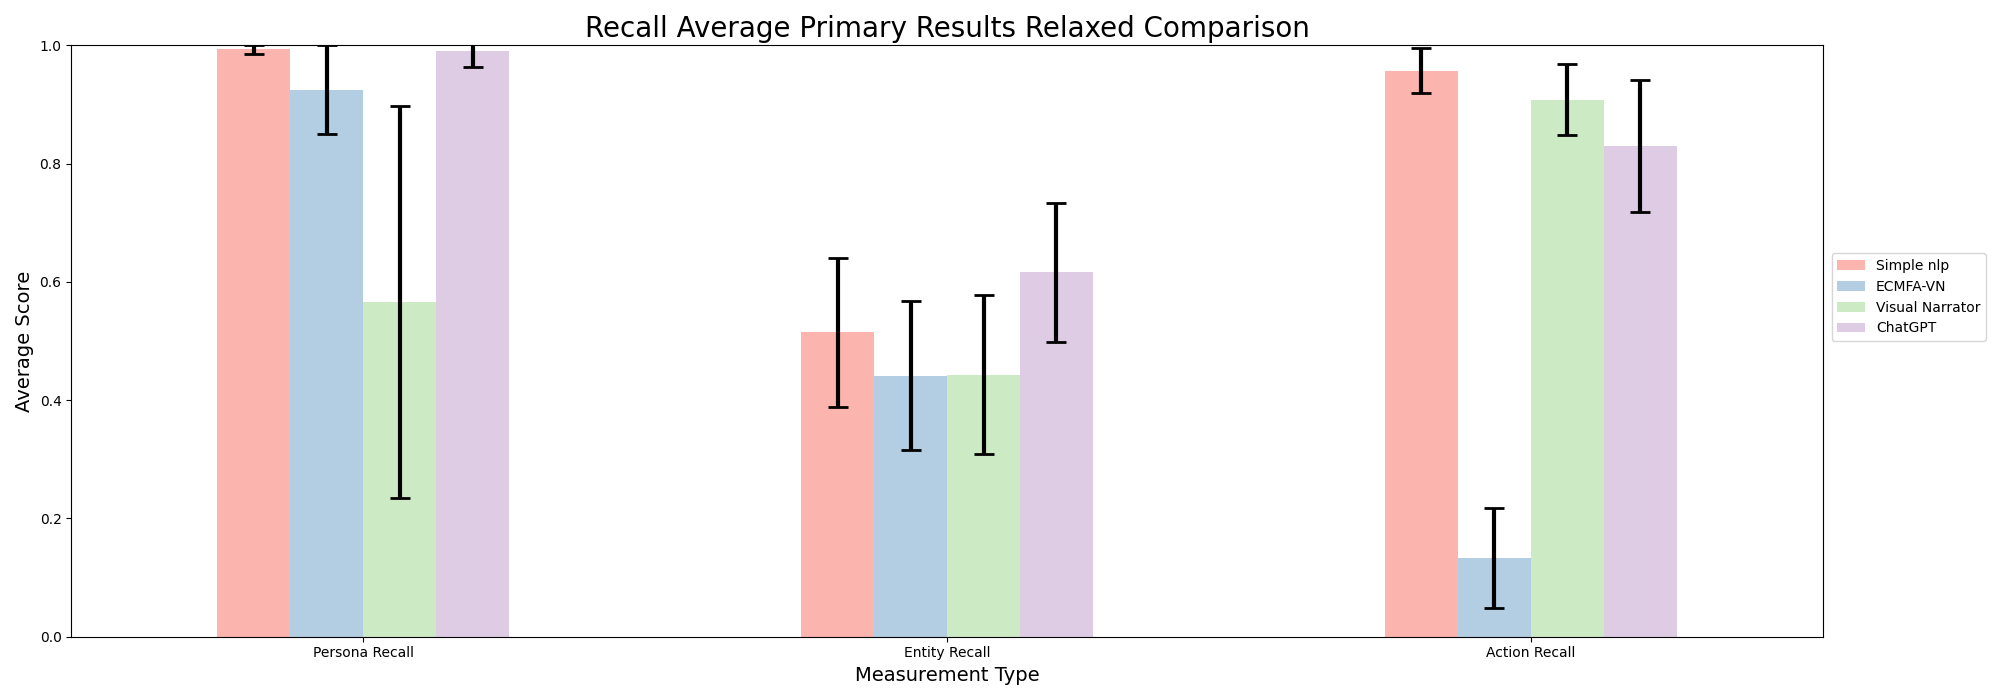 Recall Average Primary Results Relaxed Comparison
1.0
0.8
0.6
0.4
0.2
0.0
Average Score
Persona Recall
Entity Recall
Action Recall
Measurement Type
Simple nlp
ECMFA-VN
Visual Narrator
ChatGPT